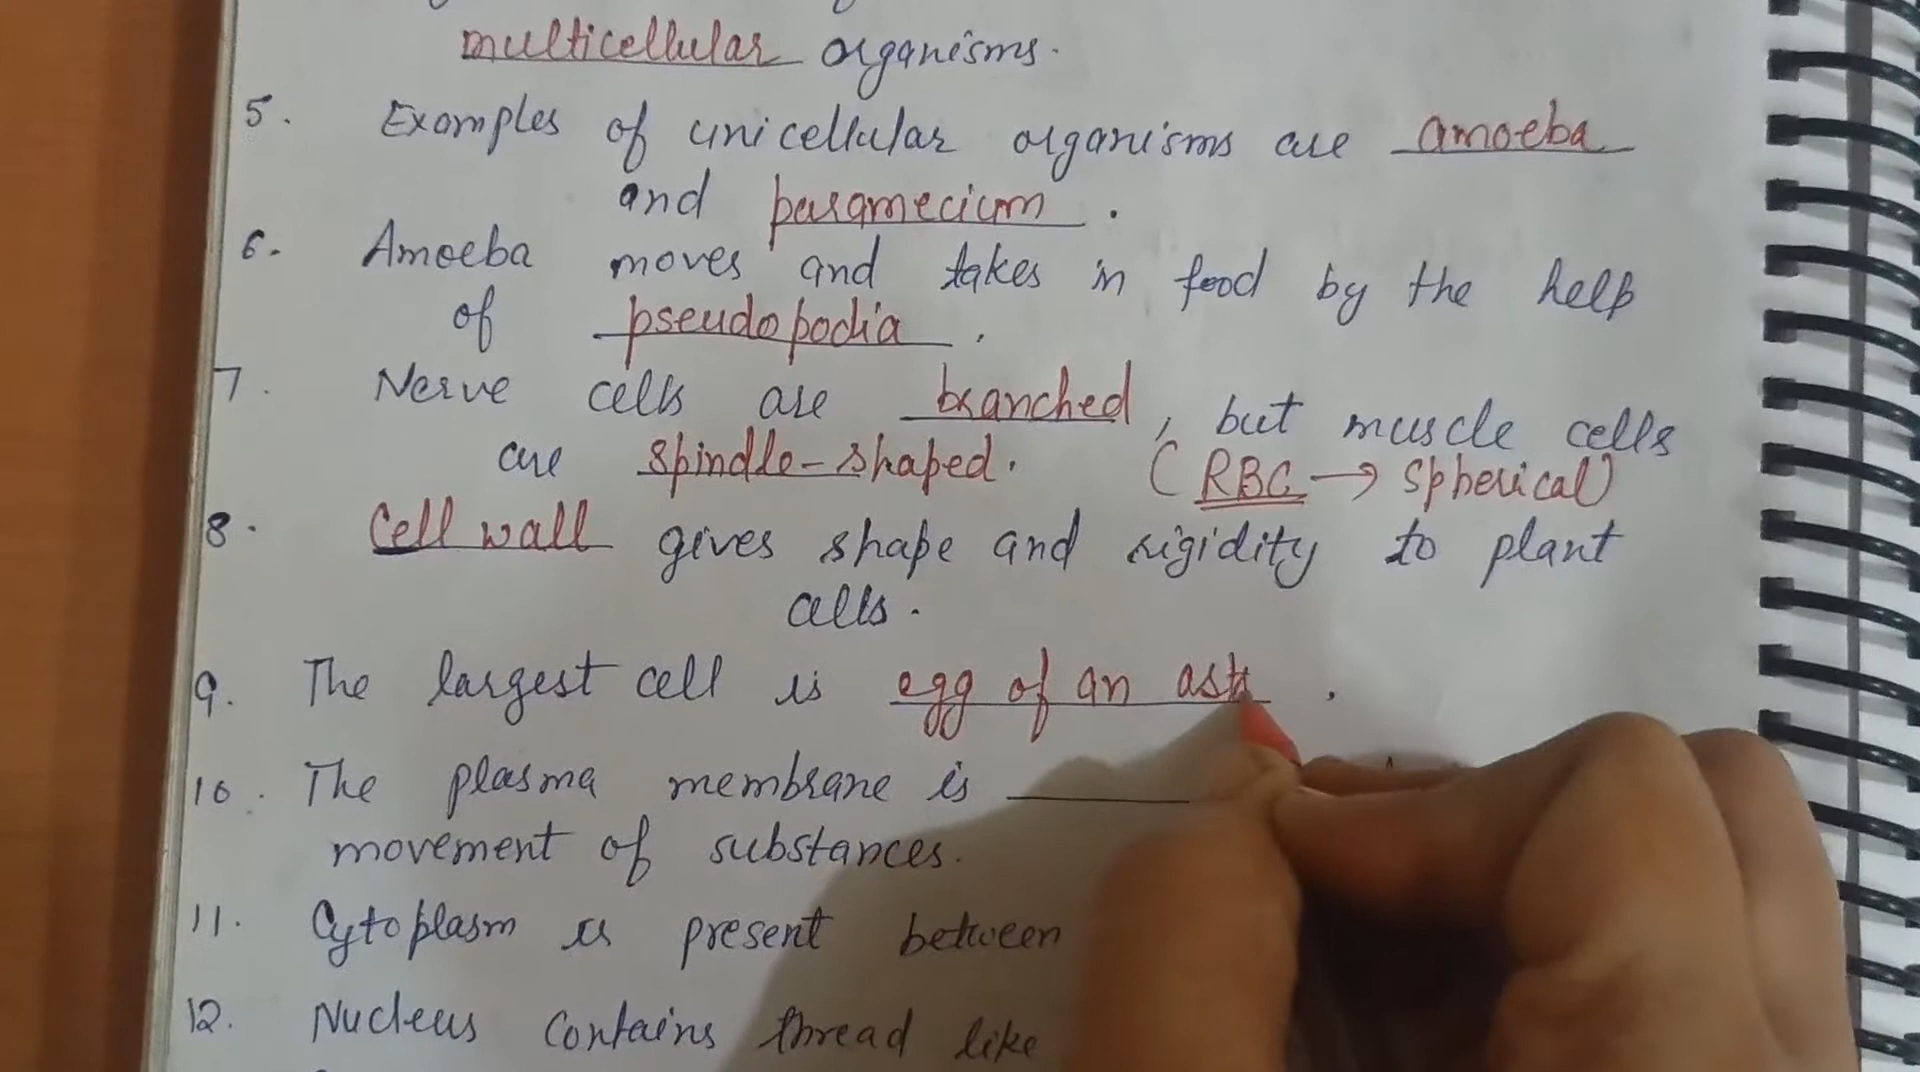 multicellular organisms.
5. Examples of unicellular organisms are amoeba
and paramecium.
6. Amoeba moves and takes in food by the help
of pseudopodia.
7. Nerve cells are branched, but muscle cells
are spindle-shaped. (RBC → Spherical)
8. Cell wall gives shape and rigidity to plant
cells.
9. The largest cell is egg of an
10. The plasma membrane is
movement of substances.
11. Cytoplasm is present between
12. Nucleus contains thread like